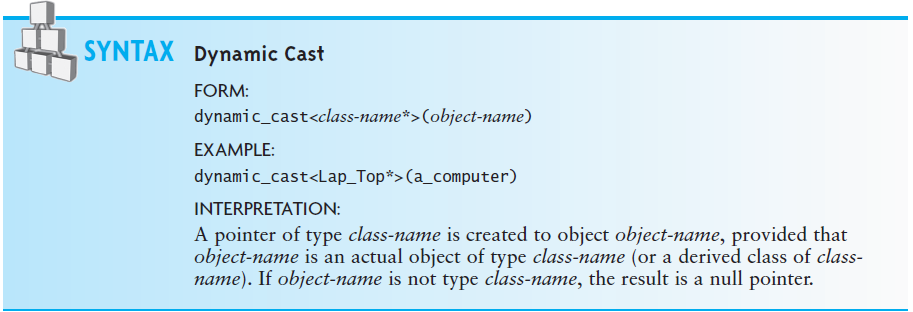 SYNTAX Dynamic Cast
FORM:
dynamic_cast<class-name*>(object-name)
EXAMPLE:
dynamic_cast<Lap_Top*>(a_computer)
INTERPRETATION:
A pointer of type class-name is created to object object-name, provided that
object-name is an actual object of type class-name (or a derived class of class-
name). If object-name is not type class-name, the result is a null pointer.